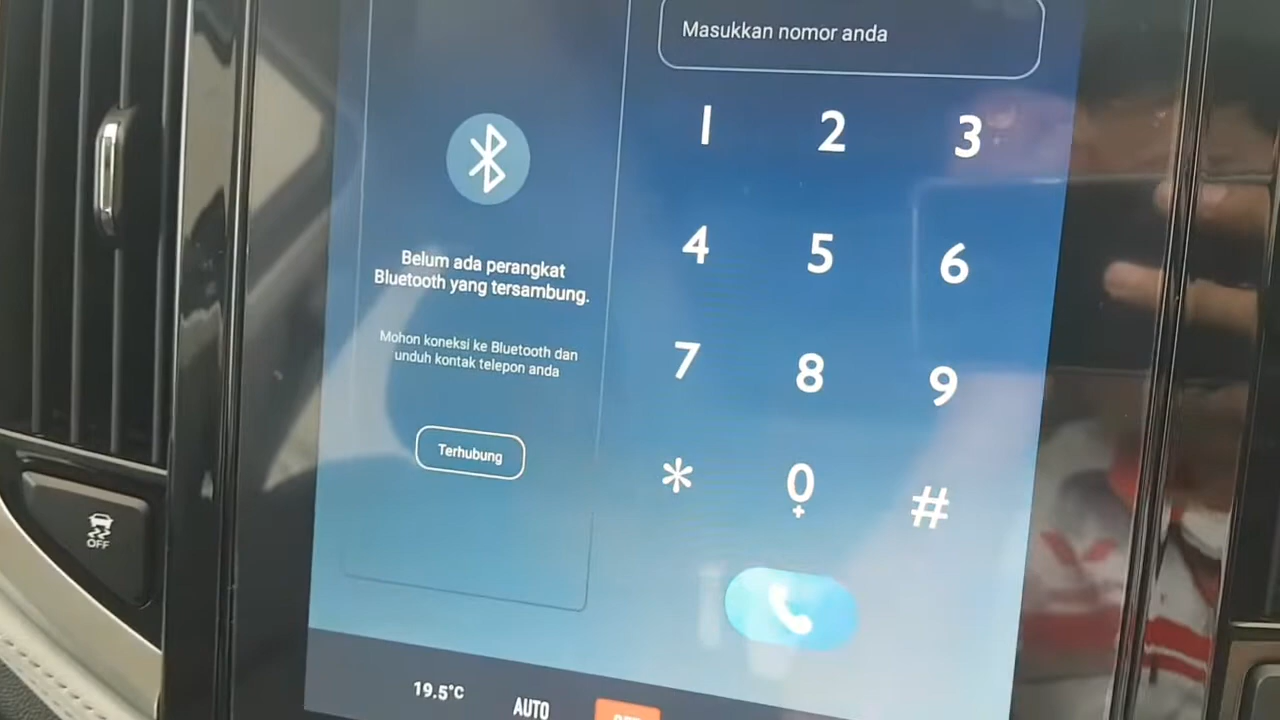 Masukkan nomor anda
1 2 3
Belum ada perangkat
Bluetooth yang tersambung.
4 5 6
Mohon koneksi ke Bluetooth dan
unduh kontak telepon anda
7 8 9
Terhubung
* 0 #
+
OFF
19.5°C AUTO